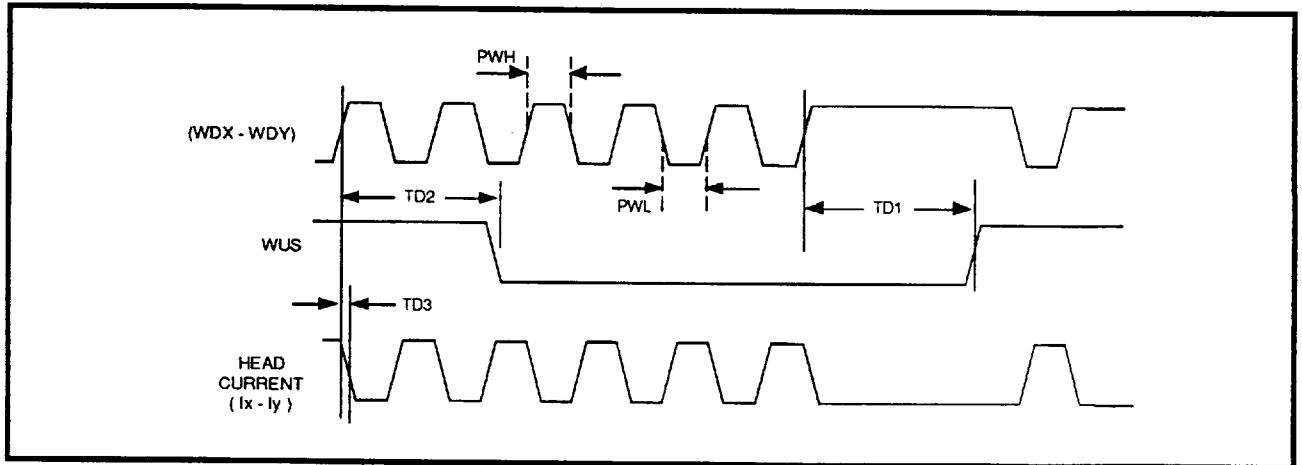 PWH
(WDX - WDY)
TD2
PWL
TD1
WUS
TD3
HEAD
CURRENT
( Ix - Iy )